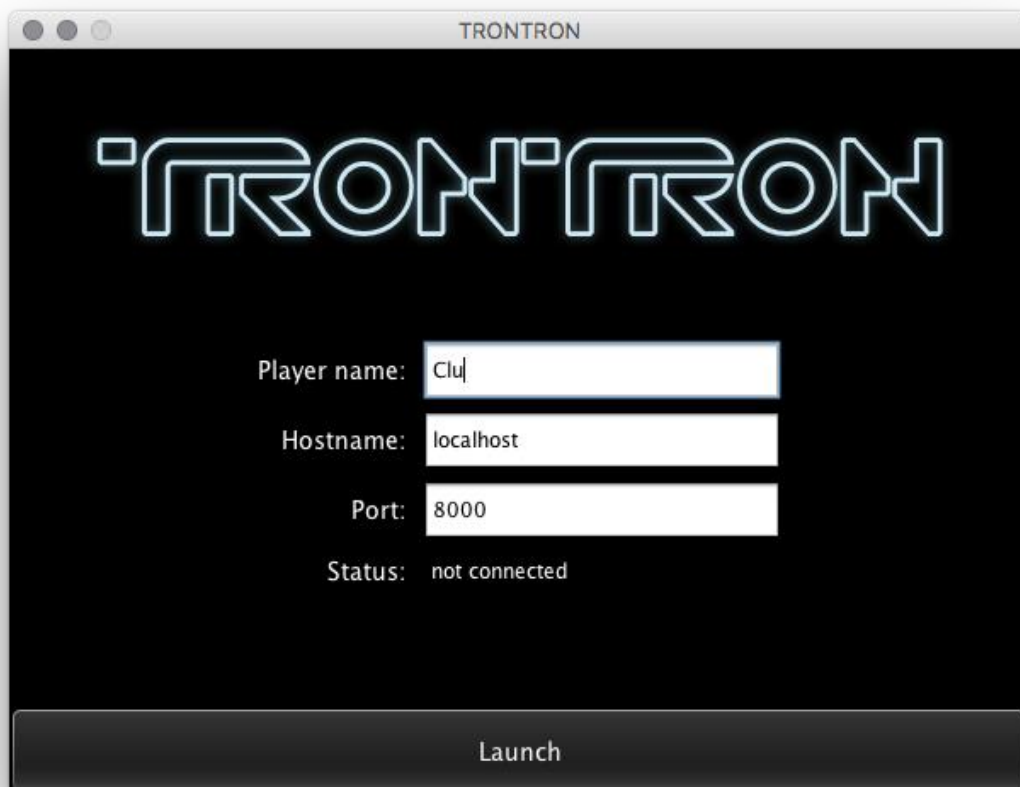 TRONTRON
TRONTRON
Player name: Clu
Hostname: localhost
Port: 8000
Status: not connected
Launch